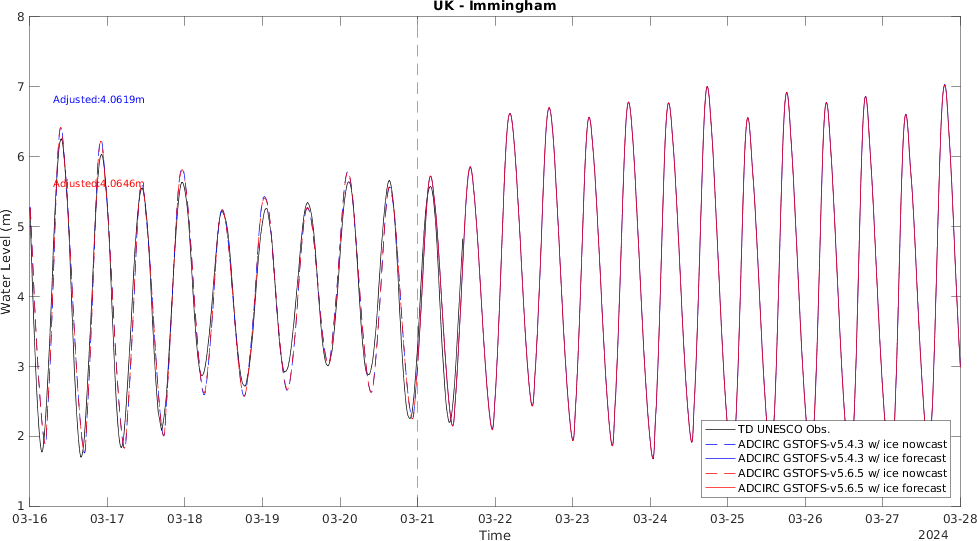 UK - Immingham
8
7
6
5
4
3
2
1
Water Level (m)
Adjusted:4.0619m
Adjusted:4.0646m
TD UNESCO Obs.
ADCIRC GSTOFS-v5.4.3 w/ ice nowcast
ADCIRC GSTOFS-v5.4.3 w/ ice forecast
ADCIRC GSTOFS-v5.6.5 w/ ice nowcast
ADCIRC GSTOFS-v5.6.5 w/ ice forecast
03-16 03-17 03-18 03-19 03-20 03-21 03-22 03-23 03-24 03-25 03-26 03-27 03-28
Time
2024